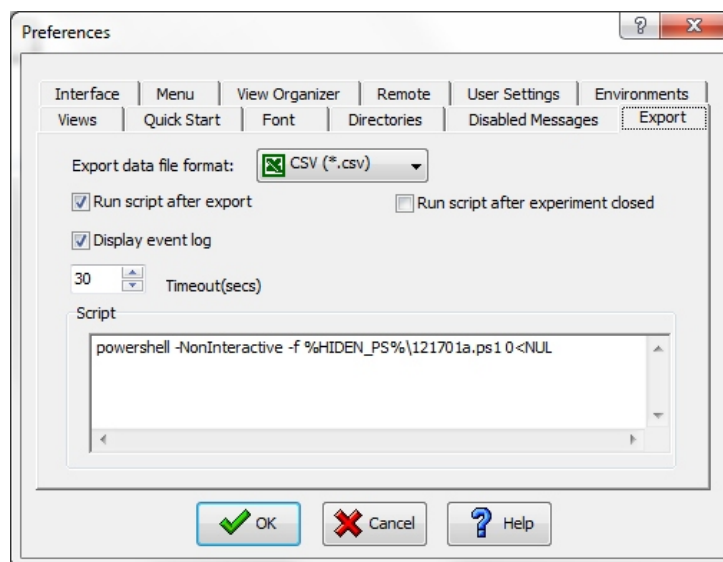 Preferences
Interface Menu View Organizer Remote User Settings Environments
Views Quick Start Font Directories Disabled Messages Export
Export data file format: CSV (*.csv)
Run script after export Run script after experiment closed
Display event log
30 Timeout(secs)
Script
powershell -NonInteractive -f %HIDEN_PS%\121701a.ps1 0<NUL
OK Cancel Help